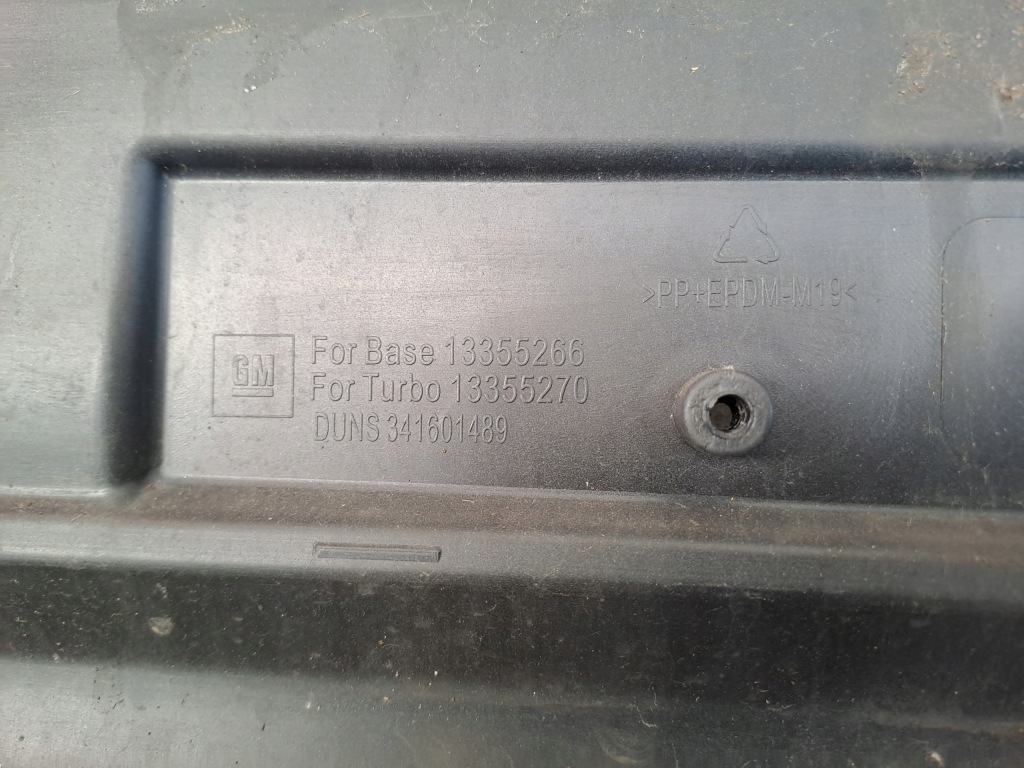 >PP+EPDM-M19<
GM
For Base 13355266
For Turbo 13355270
DUNS 341601489